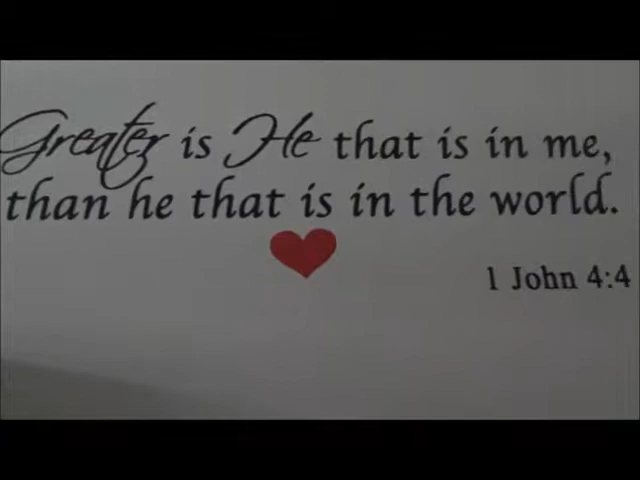 Greater is He that is in me,
than he that is in the world.
1 John 4:4